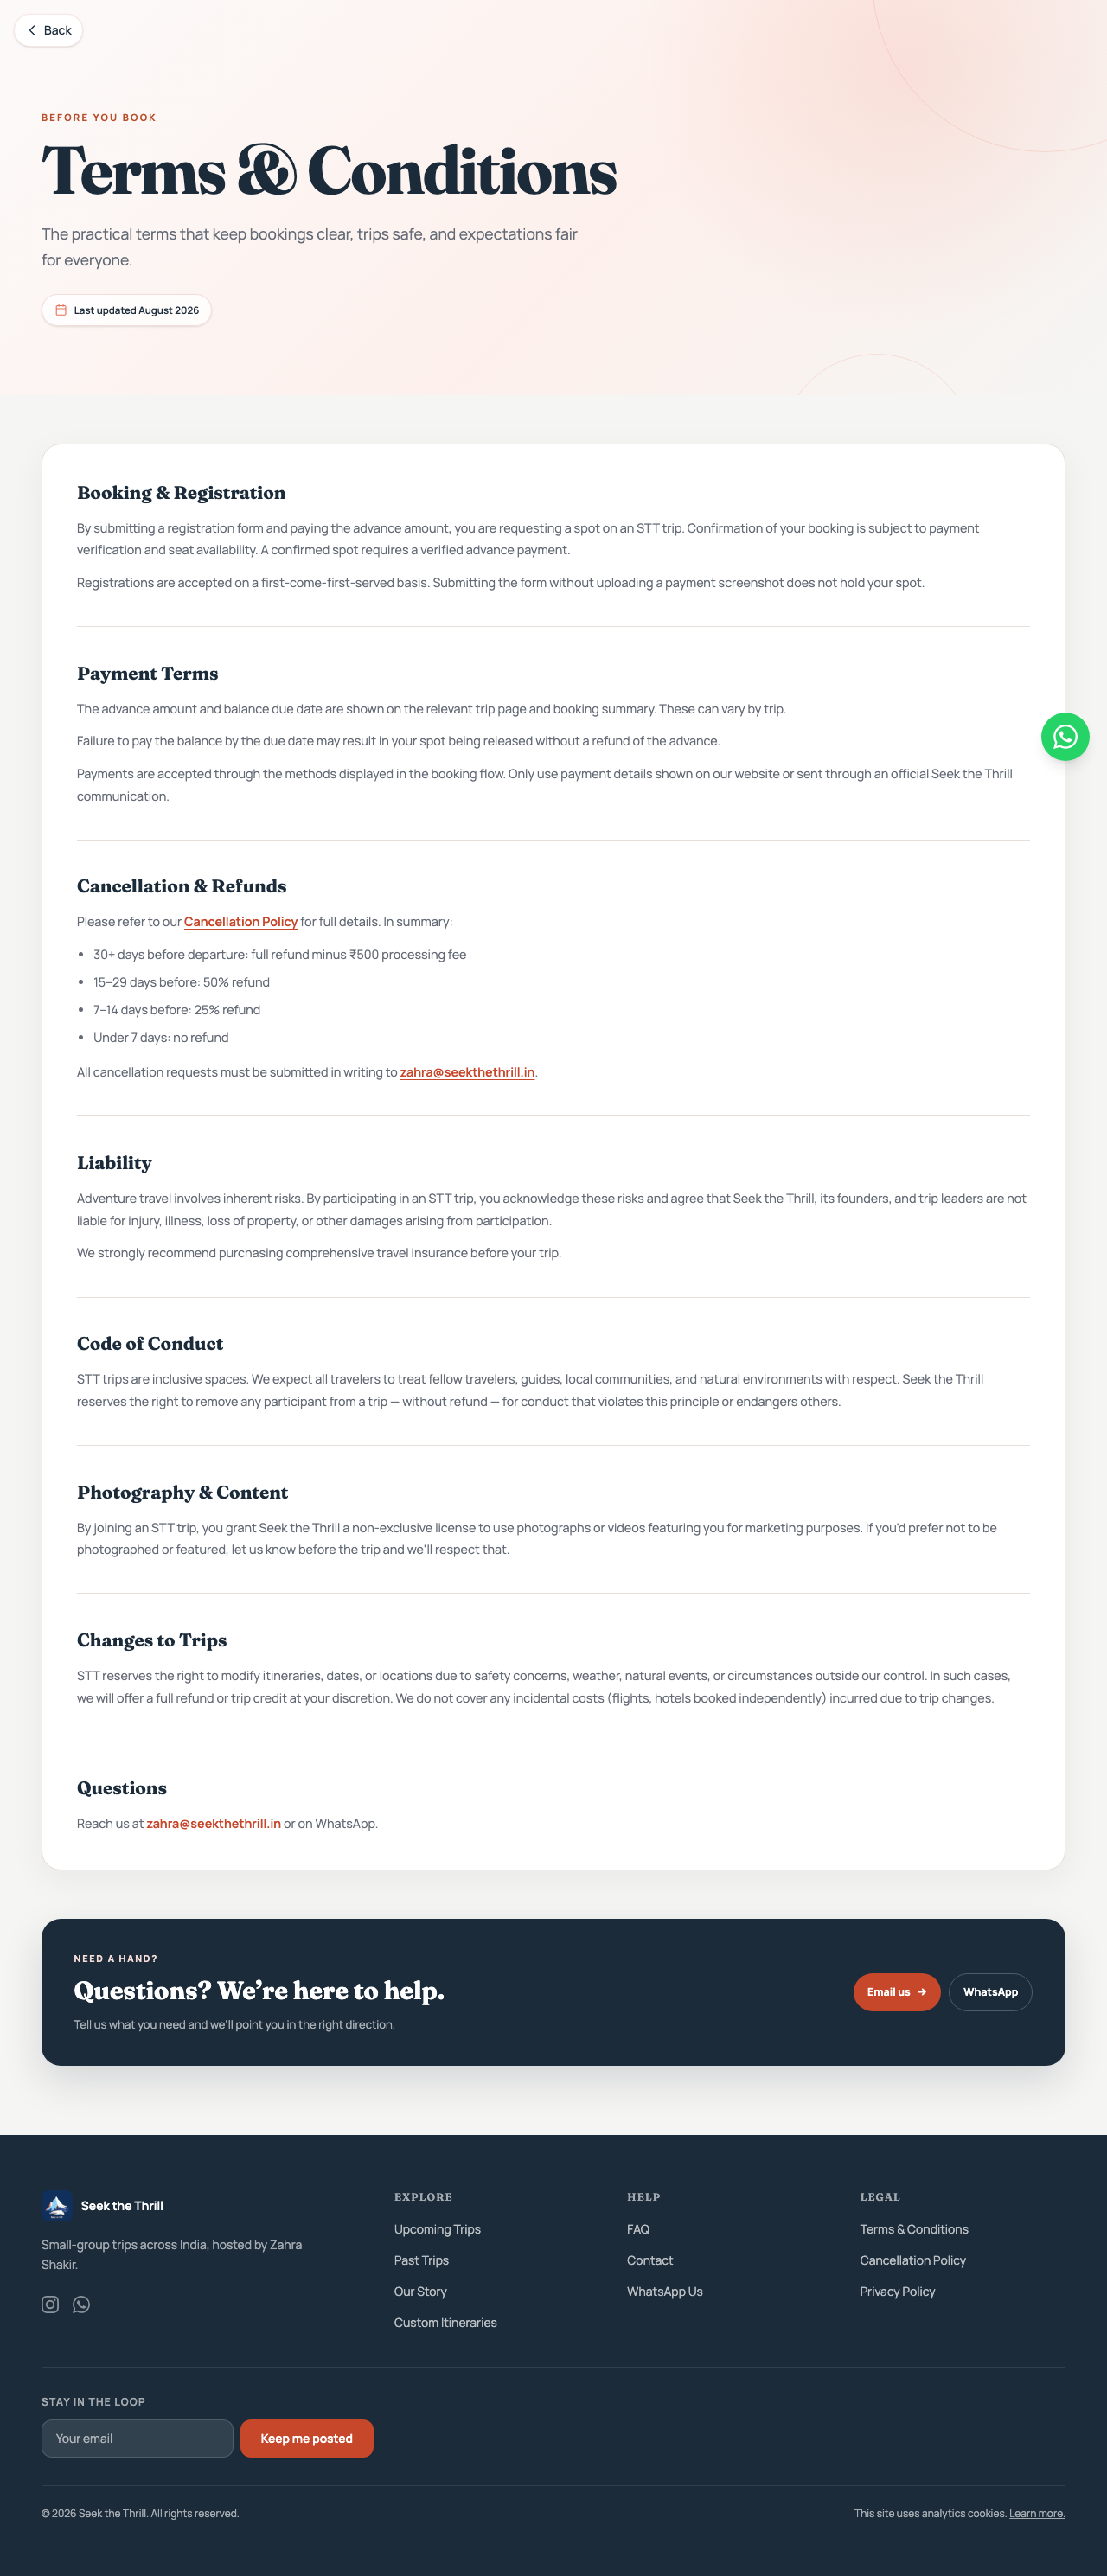 Back
BEFORE YOU BOOK
Terms & Conditions
The practical terms that keep bookings clear, trips safe, and expectations fair
for everyone.
Last updated August 2026
Booking & Registration
By submitting a registration form and paying the advance amount, you are requesting a spot on an STT trip. Confirmation of your booking is subject to payment
verification and seat availability. A confirmed spot requires a verified advance payment.
Registrations are accepted on a first-come-first-served basis. Submitting the form without uploading a payment screenshot does not hold your spot.
Payment Terms
The advance amount and balance due date are shown on the relevant trip page and booking summary. These can vary by trip.
Failure to pay the balance by the due date may result in your spot being released without a refund of the advance.
Payments are accepted through the methods displayed in the booking flow. Only use payment details shown on our website or sent through an official Seek the Thrill
communication.
Cancellation & Refunds
Please refer to our Cancellation Policy for full details. In summary:
• 30+ days before departure: full refund minus ₹500 processing fee
• 15–29 days before: 50% refund
• 7–14 days before: 25% refund
• Under 7 days: no refund
All cancellation requests must be submitted in writing to zahra@seekthethrill.in.
Liability
Adventure travel involves inherent risks. By participating in an STT trip, you acknowledge these risks and agree that Seek the Thrill, its founders, and trip leaders are not
liable for injury, illness, loss of property, or other damages arising from participation.
We strongly recommend purchasing comprehensive travel insurance before your trip.
Code of Conduct
STT trips are inclusive spaces. We expect all travelers to treat fellow travelers, guides, local communities, and natural environments with respect. Seek the Thrill
reserves the right to remove any participant from a trip — without refund — for conduct that violates this principle or endangers others.
Photography & Content
By joining an STT trip, you grant Seek the Thrill a non-exclusive license to use photographs or videos featuring you for marketing purposes. If you'd prefer not to be
photographed or featured, let us know before the trip and we'll respect that.
Changes to Trips
STT reserves the right to modify itineraries, dates, or locations due to safety concerns, weather, natural events, or circumstances outside our control. In such cases,
we will offer a full refund or trip credit at your discretion. We do not cover any incidental costs (flights, hotels booked independently) incurred due to trip changes.
Questions
Reach us at zahra@seekthethrill.in or on WhatsApp.
NEED A HAND?
Questions? We're here to help.
Tell us what you need and we'll point you in the right direction.
Email us →
WhatsApp
Seek the Thrill
Small-group trips across India, hosted by Zahra
Shakir.
EXPLORE
Upcoming Trips
Past Trips
Our Story
Custom Itineraries
HELP
FAQ
Contact
WhatsApp Us
LEGAL
Terms & Conditions
Cancellation Policy
Privacy Policy
STAY IN THE LOOP
Your email
Keep me posted
© 2026 Seek the Thrill. All rights reserved.
This site uses analytics cookies. Learn more.